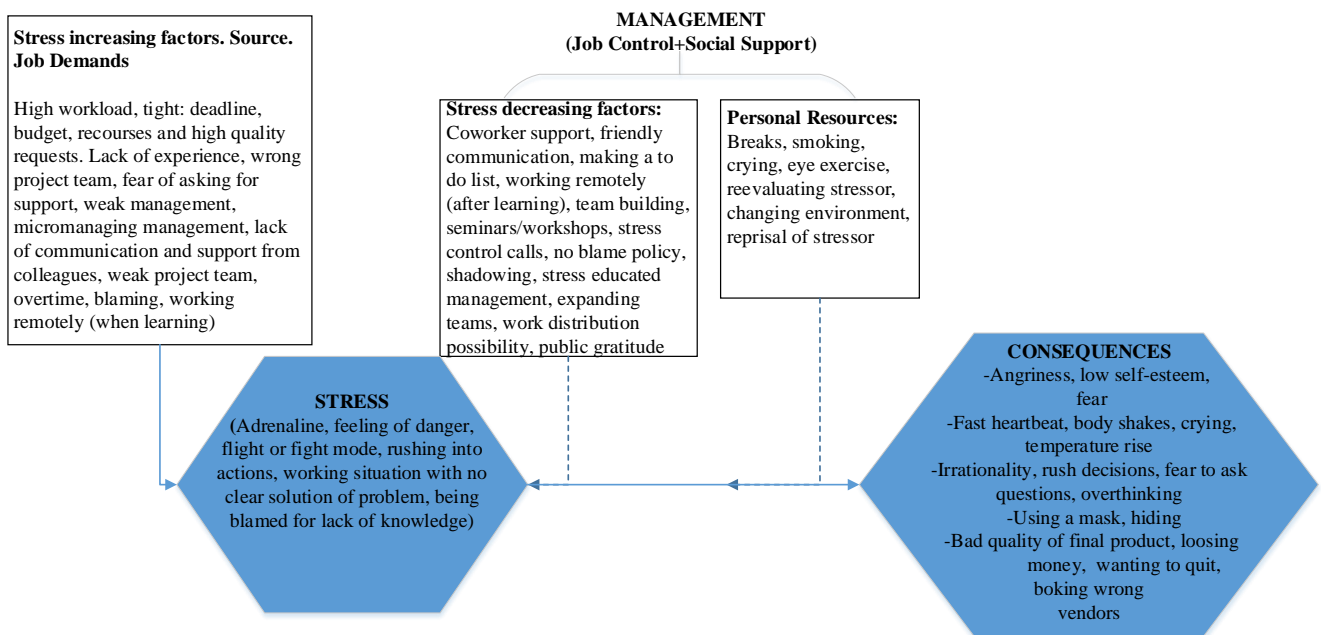 Stress increasing factors. Source.
Job Demands
High workload, tight: deadline,
budget, recourses and high quality
requests. Lack of experience, wrong
project team, fear of asking for
support, weak management,
micromanaging management, lack
of communication and support from
colleagues, weak project team,
overtime, blaming, working
remotely (when learning)
MANAGEMENT
(Job Control+Social Support)
Stress decreasing factors:
Coworker support, friendly
communication, making a to
do list, working remotely
(after learning), team building,
seminars/workshops, stress
control calls, no blame policy,
shadowing, stress educated
management, expanding
teams, work distribution
possibility, public gratitude
Personal Resources:
Breaks, smoking,
crying, eye exercise,
reevaluating stressor,
changing environment,
reprisal of stressor
STRESS
(Adrenaline, feeling of danger,
flight or fight mode, rushing into
actions, working situation with no
clear solution of problem, being
blamed for lack of knowledge)
CONSEQUENCES
-Angriness, low self-esteem,
fear
-Fast heartbeat, body shakes, crying,
temperature rise
-Irrationality, rush decisions, fear to ask
questions, overthinking
-Using a mask, hiding
-Bad quality of final product, loosing
money, wanting to quit,
boking wrong
vendors